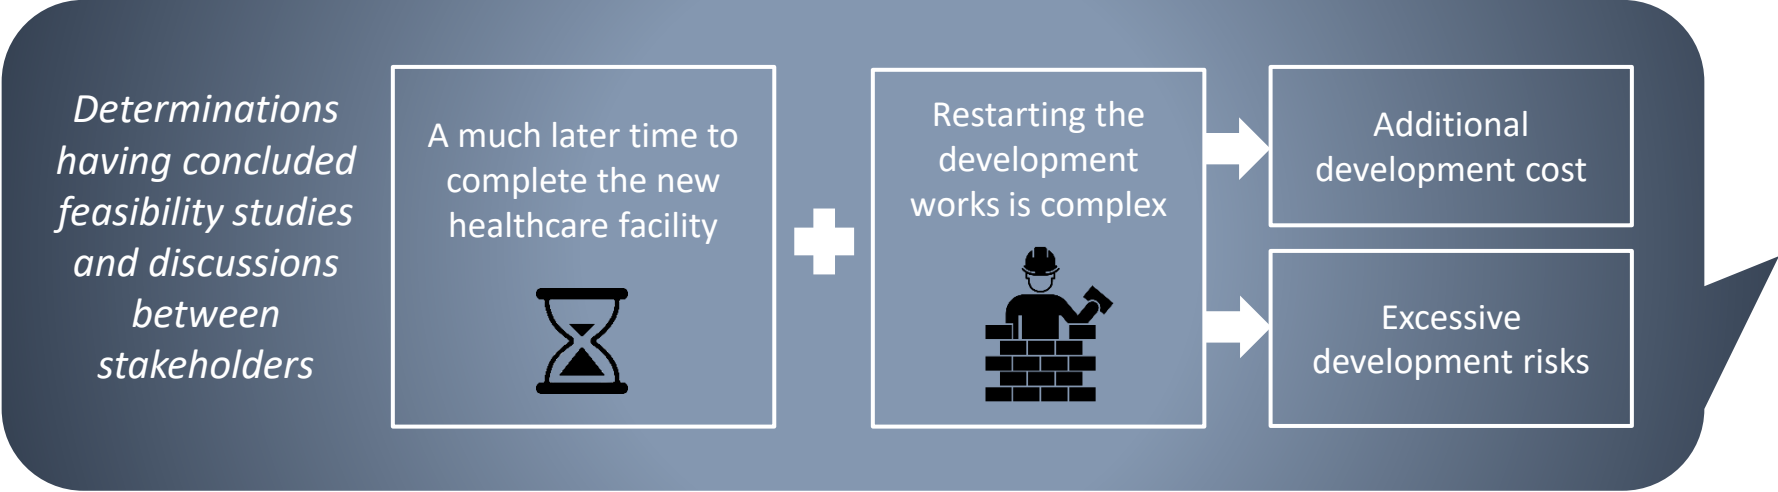 Determinations
having concluded
feasibility studies
and discussions
between
stakeholders
A much later time to
complete the new
healthcare facility
Restarting the
development
works is complex
Additional
development cost
Excessive
development risks